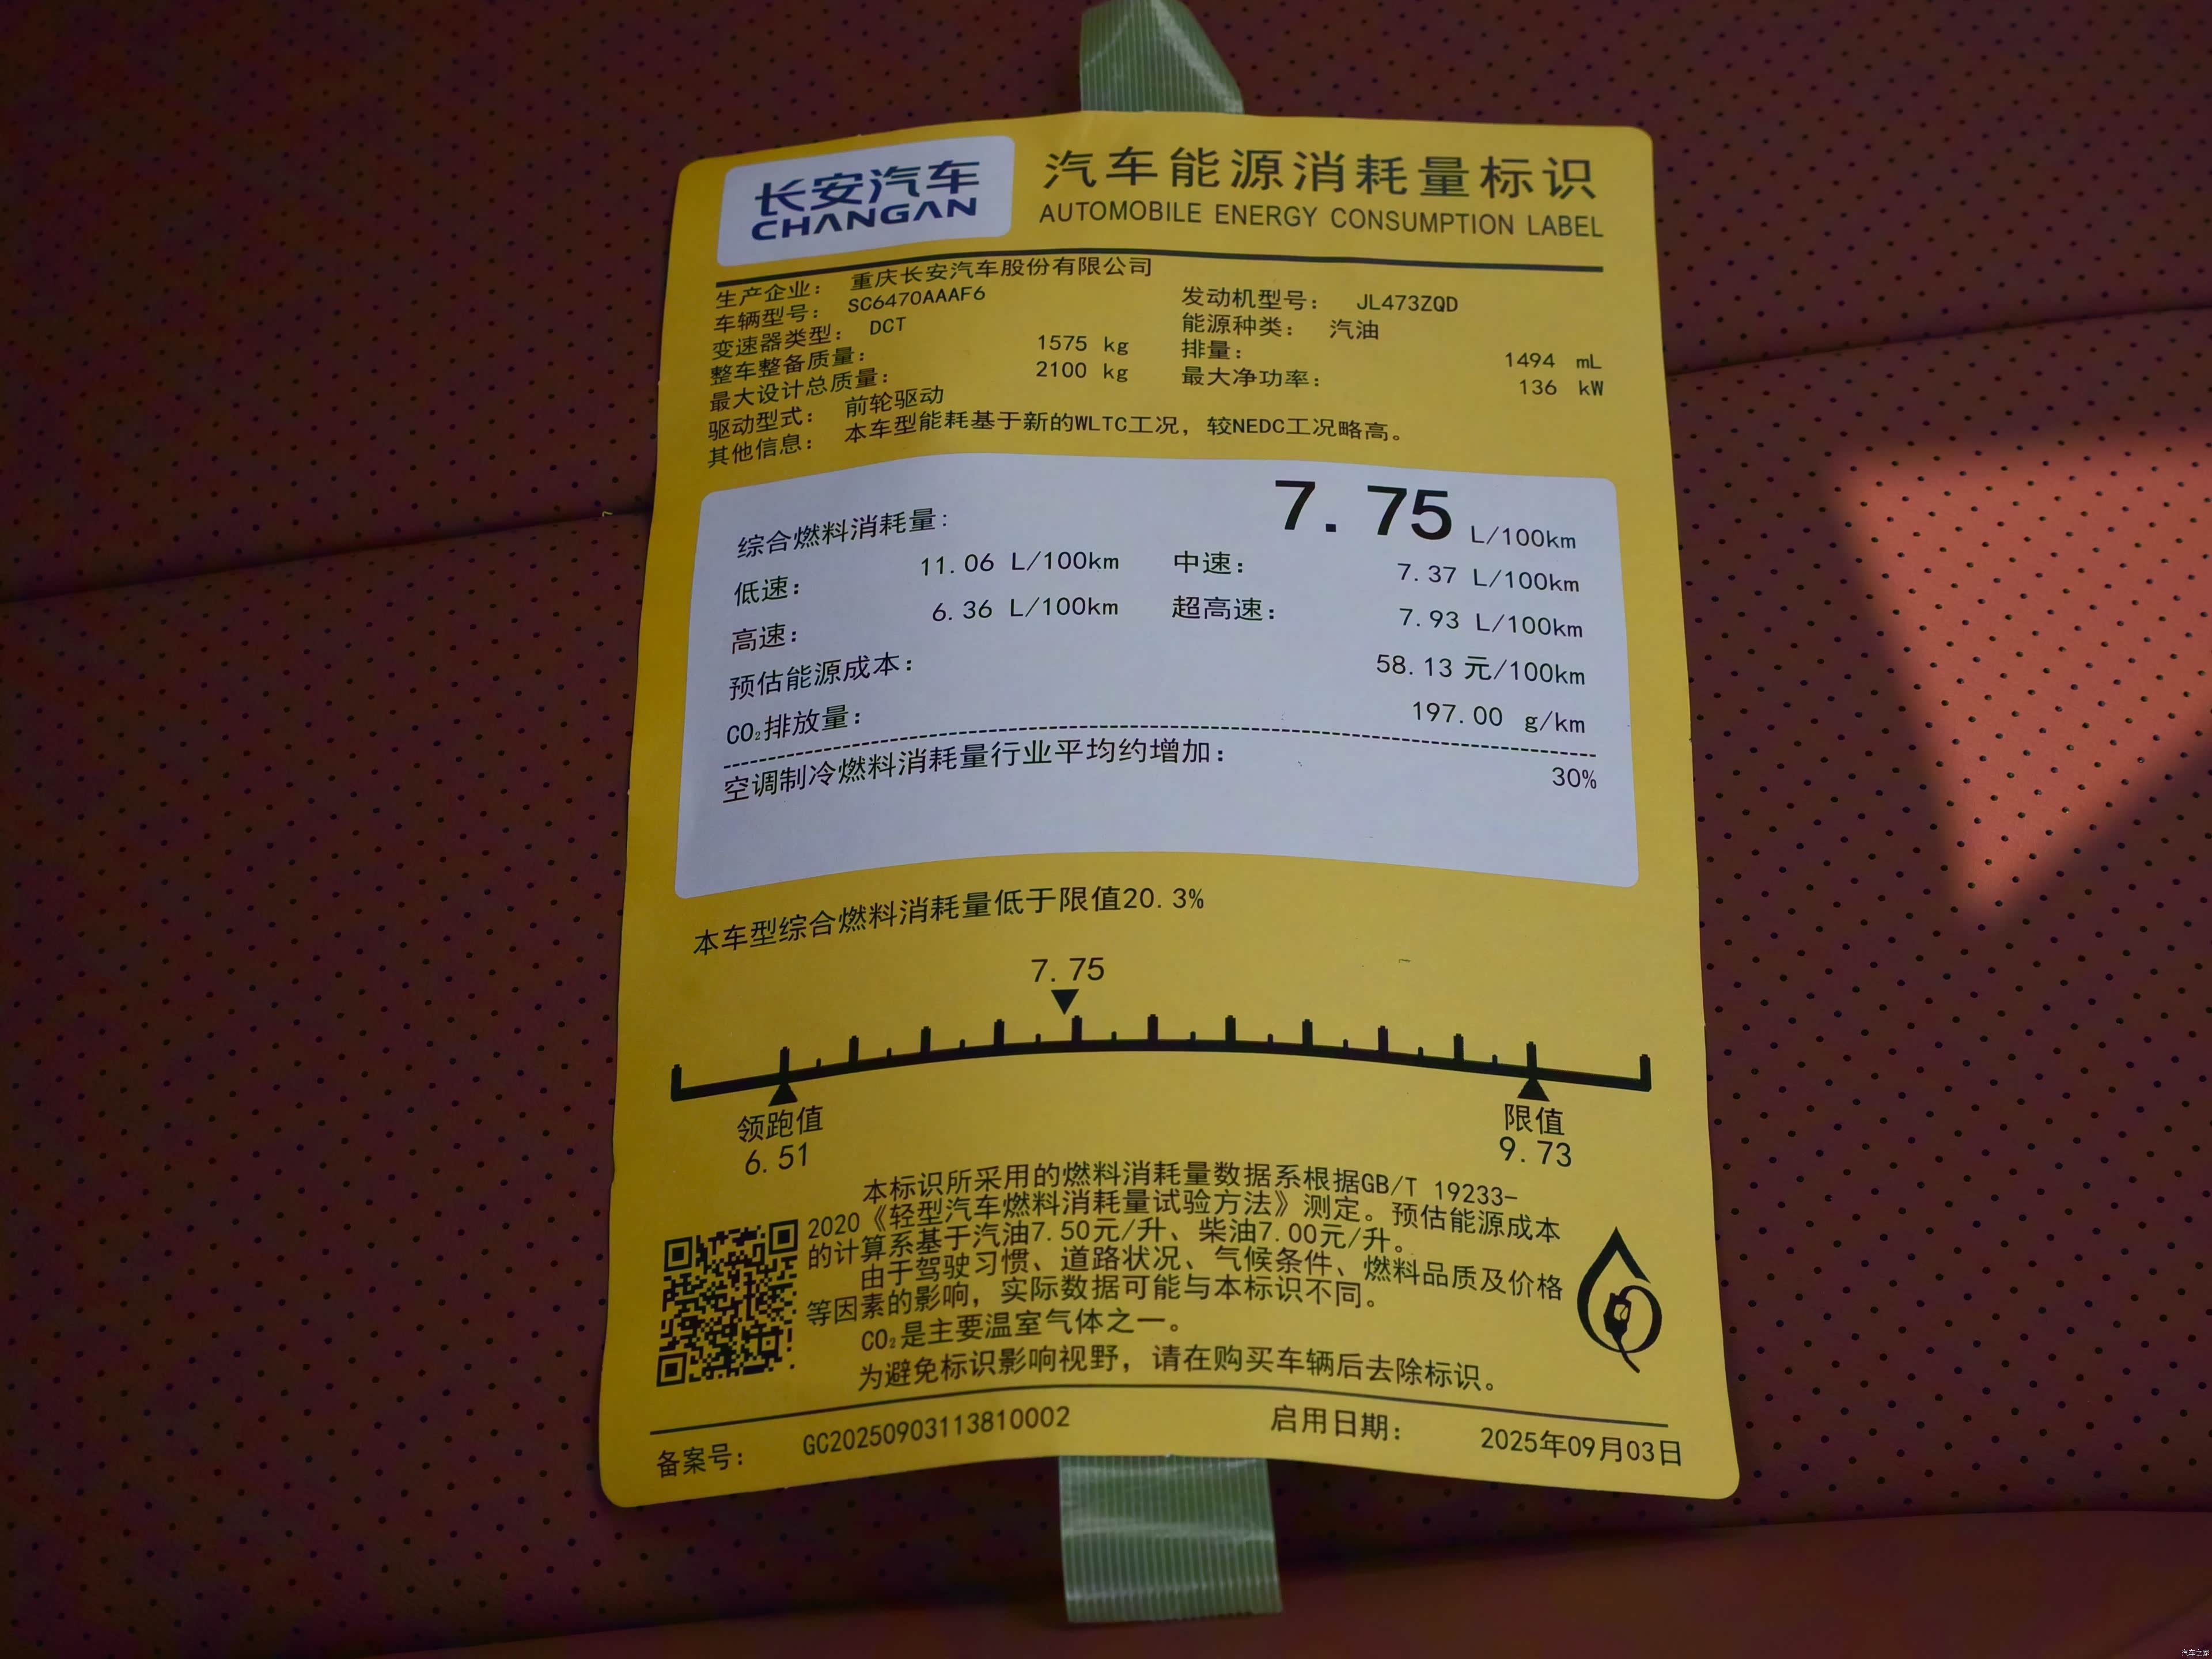 长安汽车
CHANGAN
汽车能源消耗量标识
AUTOMOBILE ENERGY CONSUMPTION LABEL
生产企业: 重庆长安汽车股份有限公司
车辆型号: SC6470AAAF6 发动机型号: JL473ZQD
变速器类型: DCT 能源种类: 汽油
整车整备质量: 1575 kg 排量: 1494 mL
最大设计总质量: 2100 kg 最大净功率: 136 kW
驱动型式: 前轮驱动
其他信息: 本车型能耗基于新的WLTC工况，较NEDC工况略高。
综合燃料消耗量: 7.75 L/100km
低速: 11.06 L/100km 中速: 7.37 L/100km
高速: 6.36 L/100km 超高速: 7.93 L/100km
预估能源成本: 58.13 元/100km
CO₂排放量: 197.00 g/km
空调制冷燃料消耗量行业平均约增加: 30%
本车型综合燃料消耗量低于限值20.3%
7.75
领跑值 限值
6.51 9.73
本标识所采用的燃料消耗量数据系根据GB/T 19233-
2020《轻型汽车燃料消耗量试验方法》测定。预估能源成本
的计算系基于汽油7.50元/升、柴油7.00元/升。
由于驾驶习惯、道路状况、气候条件、燃料品质及价格
等因素的影响，实际数据可能与本标识不同。
CO₂是主要温室气体之一。
为避免标识影响视野，请在购买车辆后去除标识。
备案号: GC20250903113810002 启用日期: 2025年09月03日
汽车之家